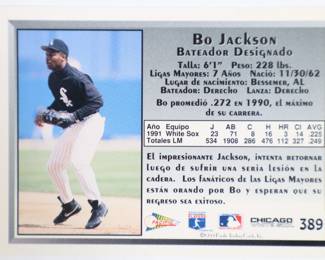 Bo Jackson
Bateador Designado
Talla: 6'1" Peso: 228 lbs.
Ligas Mayores: 7 Años Nació: 11/30/62
Lugar de nacimiento: Bessemer, AL
Bateador: Derecho Lanza: Derecho
Bo promedió .272 en 1990, el máximo
de su carrera.
Año Equipo J AB C H HR CI Slg AVG
1991 White Sox 23 71 8 16 3 14 .225
Totales LM 534 1908 286 476 112 327 .249
El impresionante Jackson, intenta retornar
luego de sufrir una seria lesión en la
cadera. Los fanáticos de las Ligas Mayores
están orando por Bo y esperan que su
regreso sea exitoso.
PACIFIC
CHICAGO
389